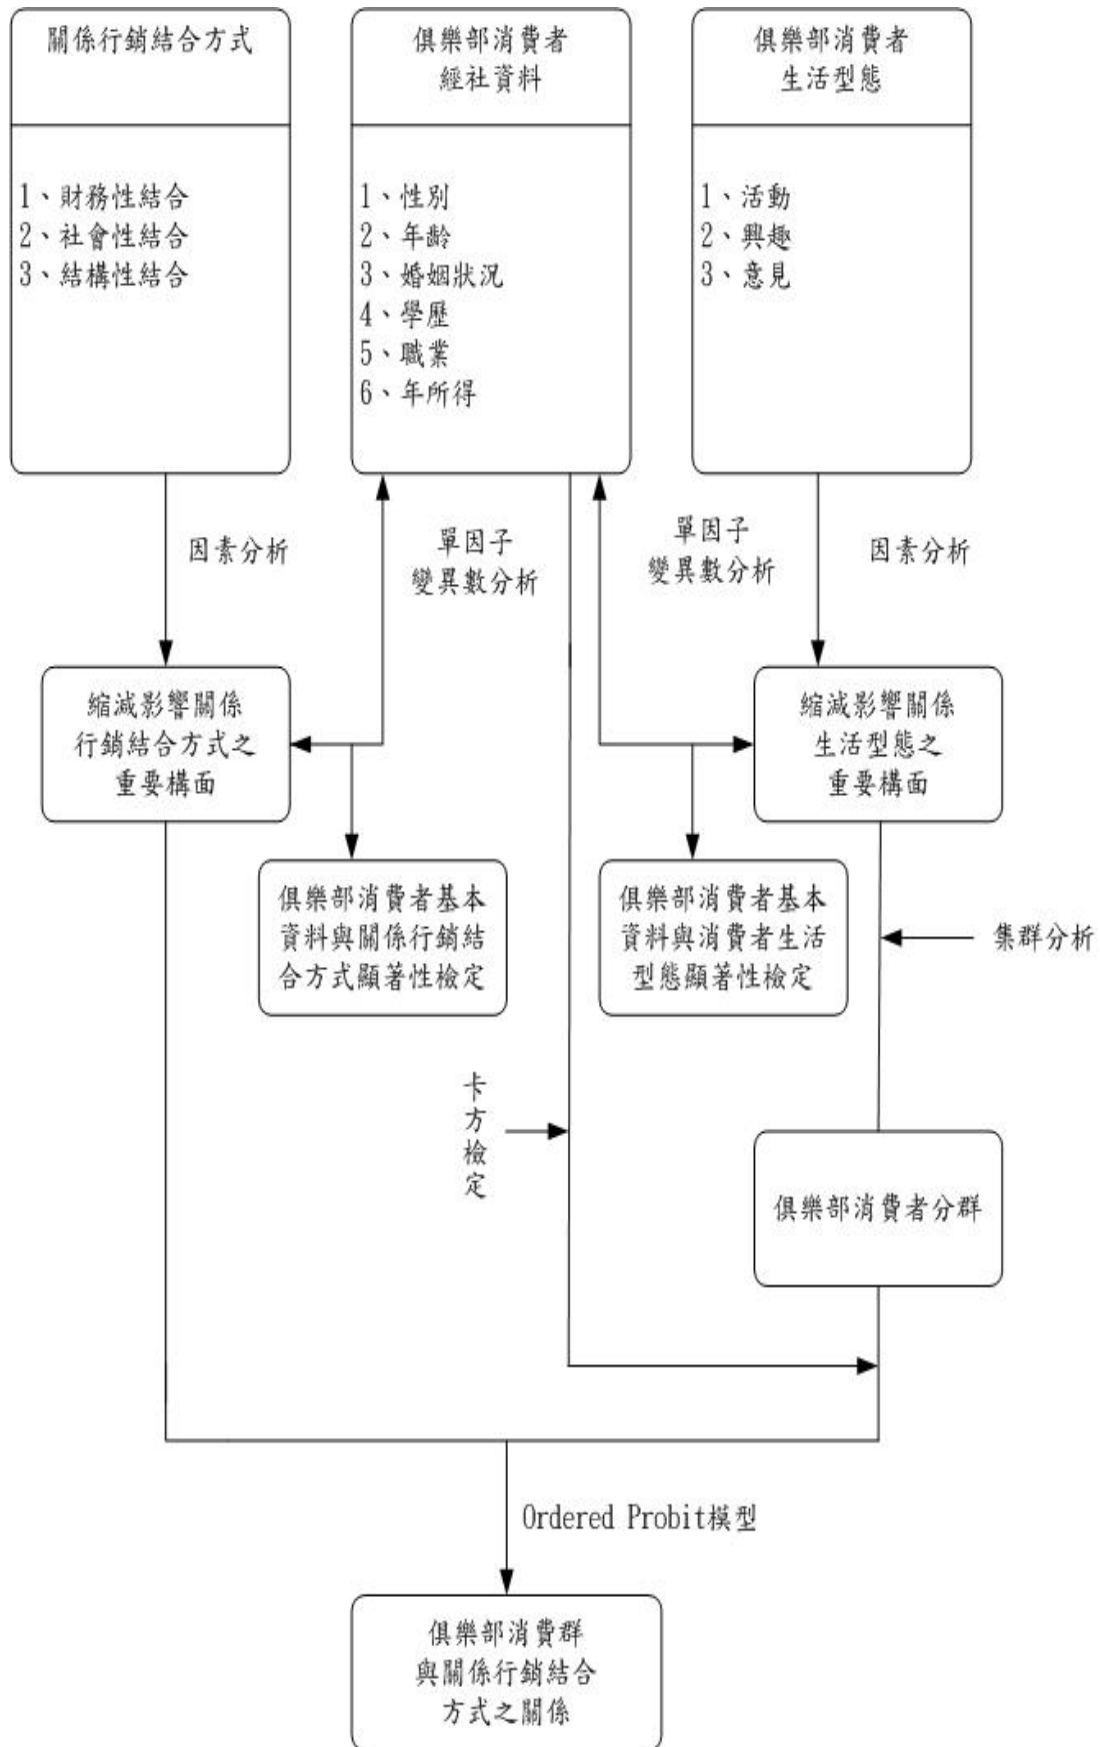 關係行銷結合方式
1、財務性結合
2、社會性結合
3、結構性結合
俱樂部消費者
經社資料
1、性別
2、年齡
3、婚姻狀況
4、學歷
5、職業
6、年所得
俱樂部消費者
生活型態
1、活動
2、興趣
3、意見
因素分析
單因子
變異數分析
單因子
變異數分析
因素分析
縮減影響關係
行銷結合方式之
重要構面
縮減影響關係
生活型態之
重要構面
俱樂部消費者基本
資料與關係行銷結
合方式顯著性檢定
俱樂部消費者基本
資料與消費者生活
型態顯著性檢定
集群分析
卡方檢定
俱樂部消費者分群
Ordered Probit模型
俱樂部消費群
與關係行銷結合
方式之關係